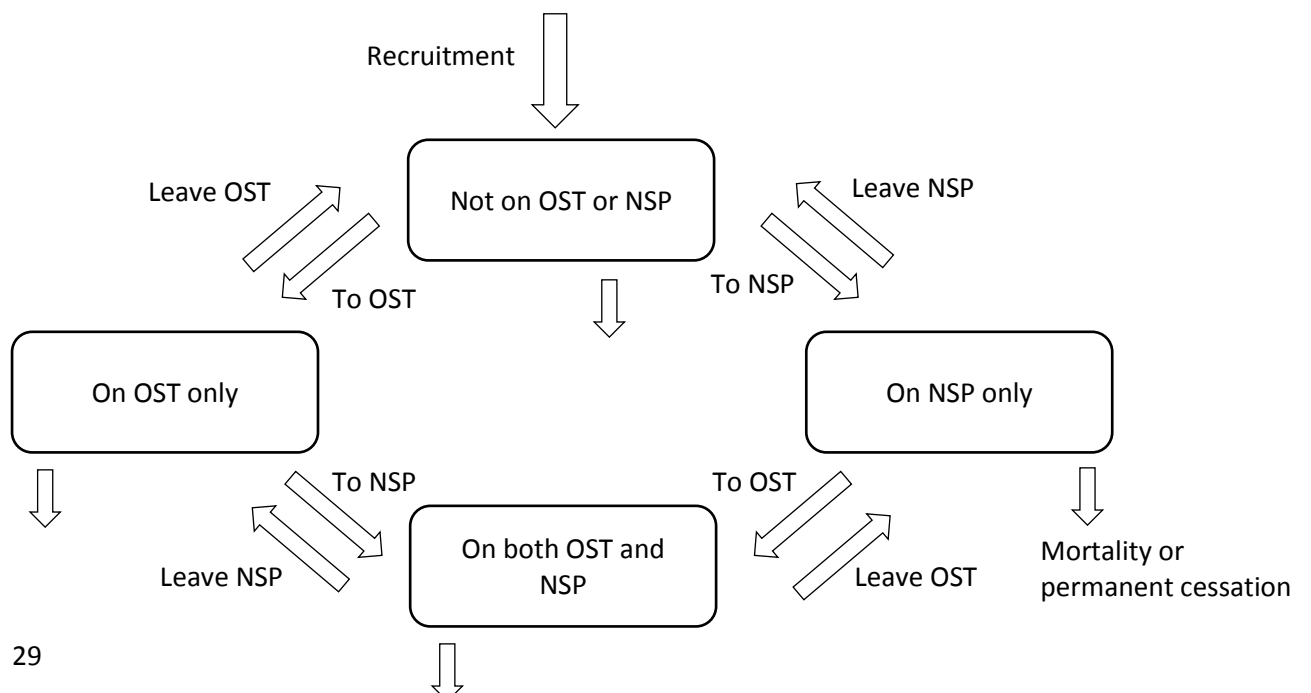 Recruitment
Not on OST or NSP
Leave OST
Leave NSP
To OST
To NSP
On OST only
On NSP only
To NSP
To OST
On both OST and
NSP
Leave NSP
Leave OST
Mortality or
permanent cessation
29